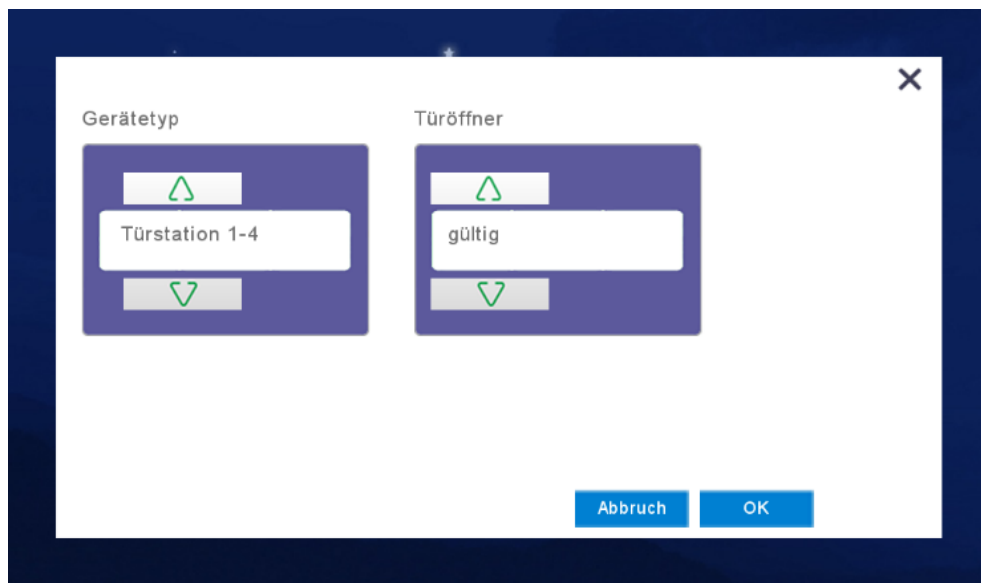 Gerätetyp
Türöffner
Türstation 1-4
gültig
Abbruch
OK